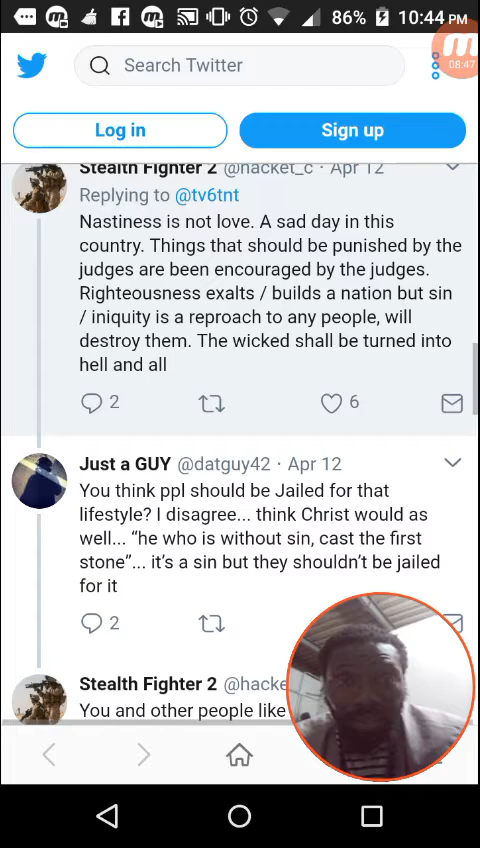 86% 10:44 PM
Search Twitter
08:47
Log in
Sign up
Stealth Fighter 2 @hacket_c · Apr 12
Replying to @tv6tnt
Nastiness is not love. A sad day in this
country. Things that should be punished by the
judges are been encouraged by the judges.
Righteousness exalts / builds a nation but sin
/ iniquity is a reproach to any people, will
destroy them. The wicked shall be turned into
hell and all
2
6
Just a GUY @datguy42 · Apr 12
You think ppl should be Jailed for that
lifestyle? I disagree... think Christ would as
well... “he who is without sin, cast the first
stone”... it’s a sin but they shouldn’t be jailed
for it
2
Stealth Fighter 2 @hacke
You and other people like